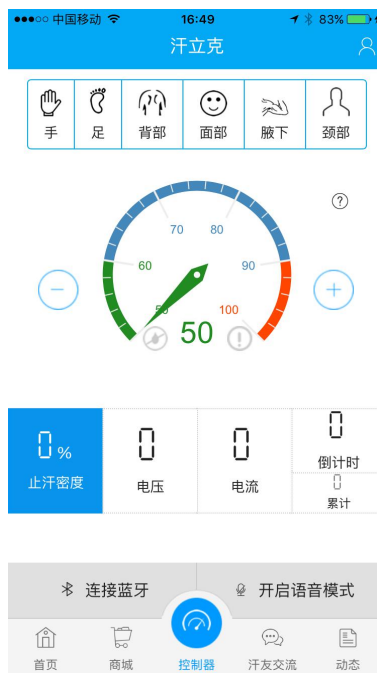 中国移动 16:49 83%
汗立克
手 足 背部 面部 腋下 颈部
?
70 80
60 90
50 100
50
0 % 0 0 0
止汗密度 电压 电流 倒计时
0
累计
连接蓝牙 开启语音模式
首页 商城 控制器 汗友交流 动态